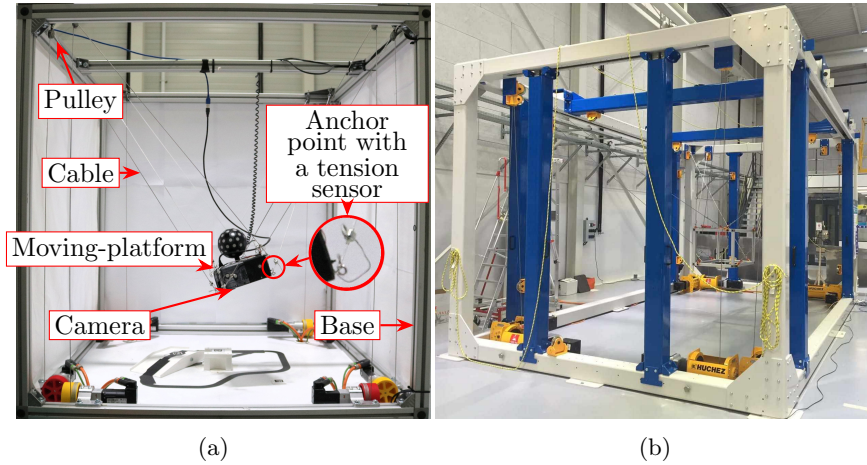 Pulley
Cable
Anchor
point with
a tension
sensor
Moving-platform
Camera
Base
HUCHEZ
(a)
(b)